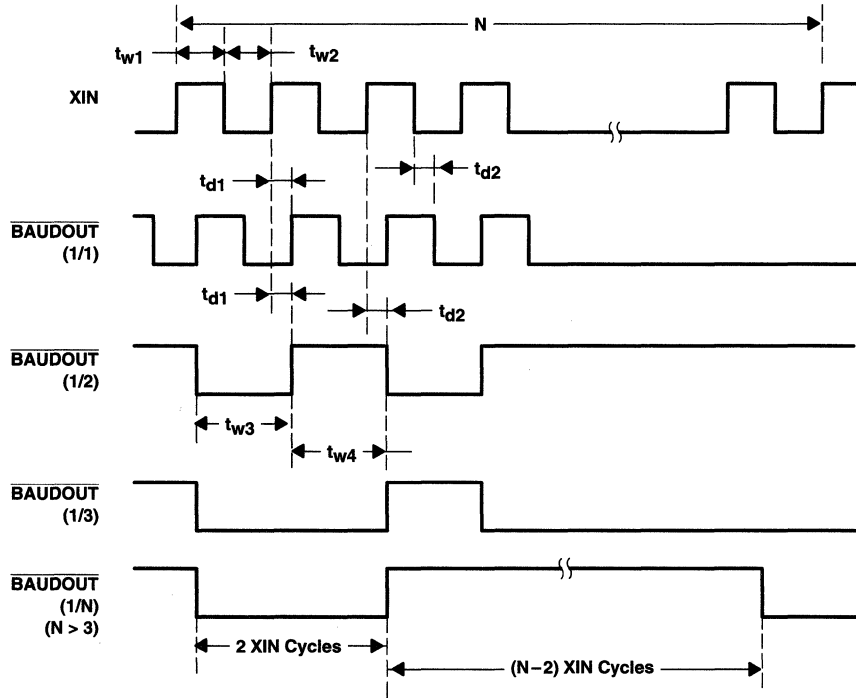 N
tw1
tw2
XIN
td1
td2
BAUDOUT
(1/1)
td1
td2
BAUDOUT
(1/2)
tw3
tw4
BAUDOUT
(1/3)
BAUDOUT
(1/N)
(N > 3)
2 XIN Cycles
(N−2) XIN Cycles